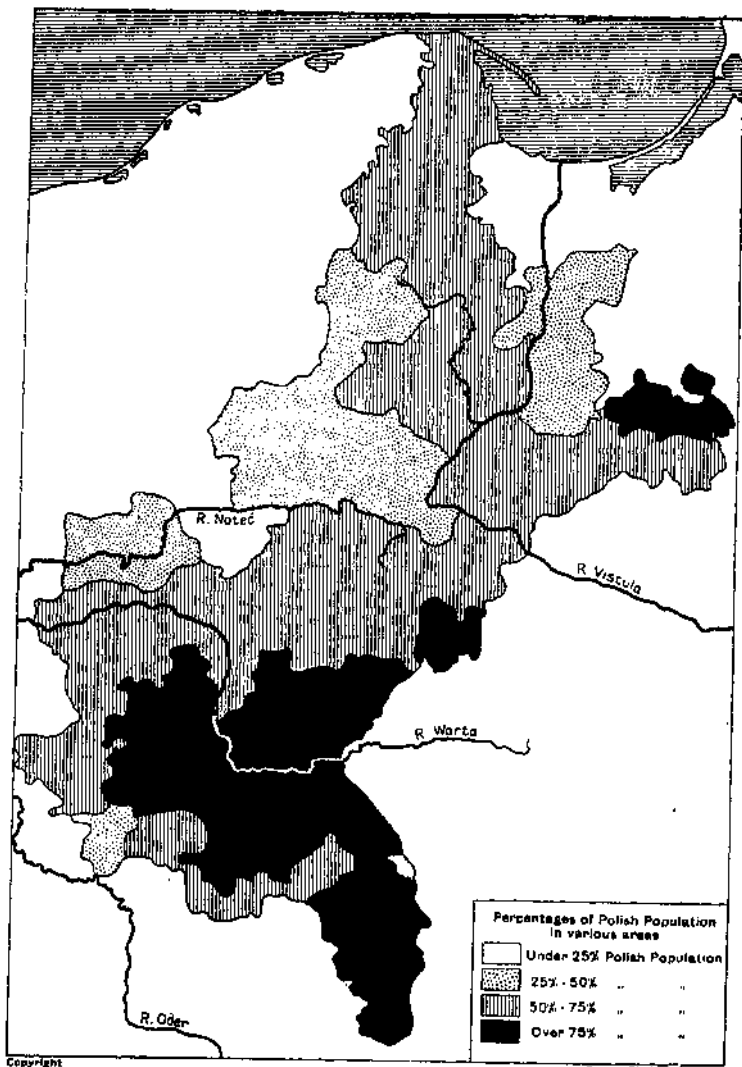 R. Noteć
R. Vistula
R. Warta
R. Oder
Percentages of Polish Population
in various areas
Under 25% Polish Population
25% - 50% " "
50% - 75% " "
Over 75% " "
Copyright